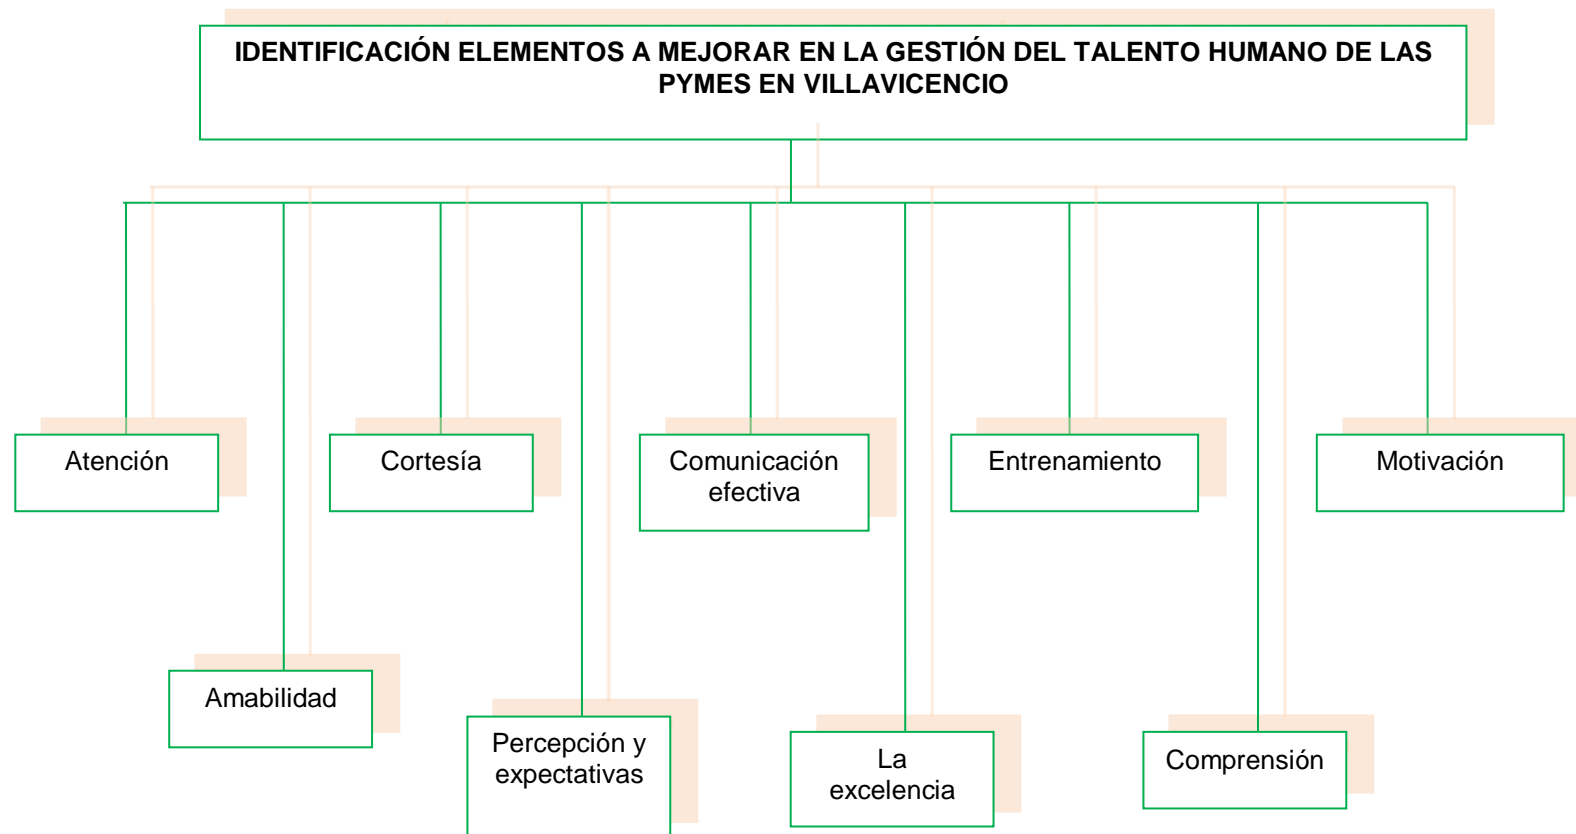 IDENTIFICACIÓN ELEMENTOS A MEJORAR EN LA GESTIÓN DEL TALENTO HUMANO DE LAS
PYMES EN VILLAVICENCIO
Atención
Cortesía
Comunicación
efectiva
Entrenamiento
Motivación
Amabilidad
Percepción y
expectativas
La
excelencia
Comprensión